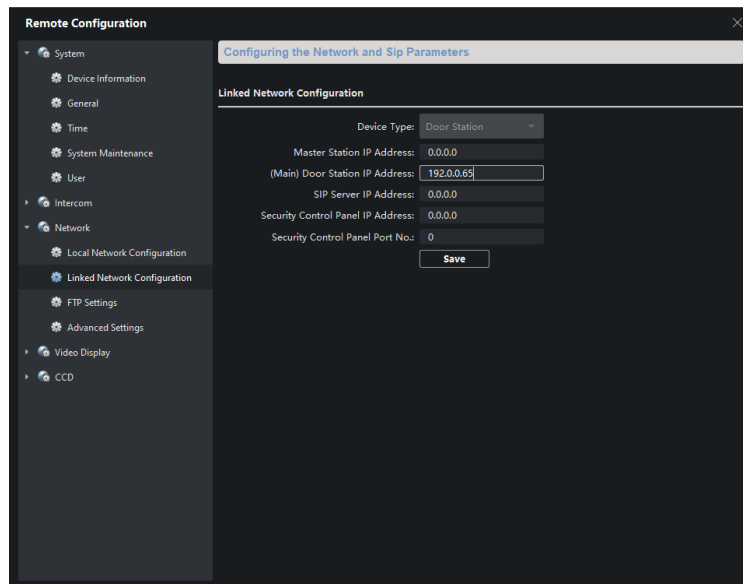 Remote Configuration
System
Device Information
General
Time
System Maintenance
User
Intercom
Network
Local Network Configuration
Linked Network Configuration
FTP Settings
Advanced Settings
Video Display
CCD
Configuring the Network and Sip Parameters
Linked Network Configuration
Device Type: Door Station
Master Station IP Address: 0.0.0.0
(Main) Door Station IP Address: 192.0.0.65
SIP Server IP Address: 0.0.0.0
Security Control Panel IP Address: 0.0.0.0
Security Control Panel Port No.: 0
Save